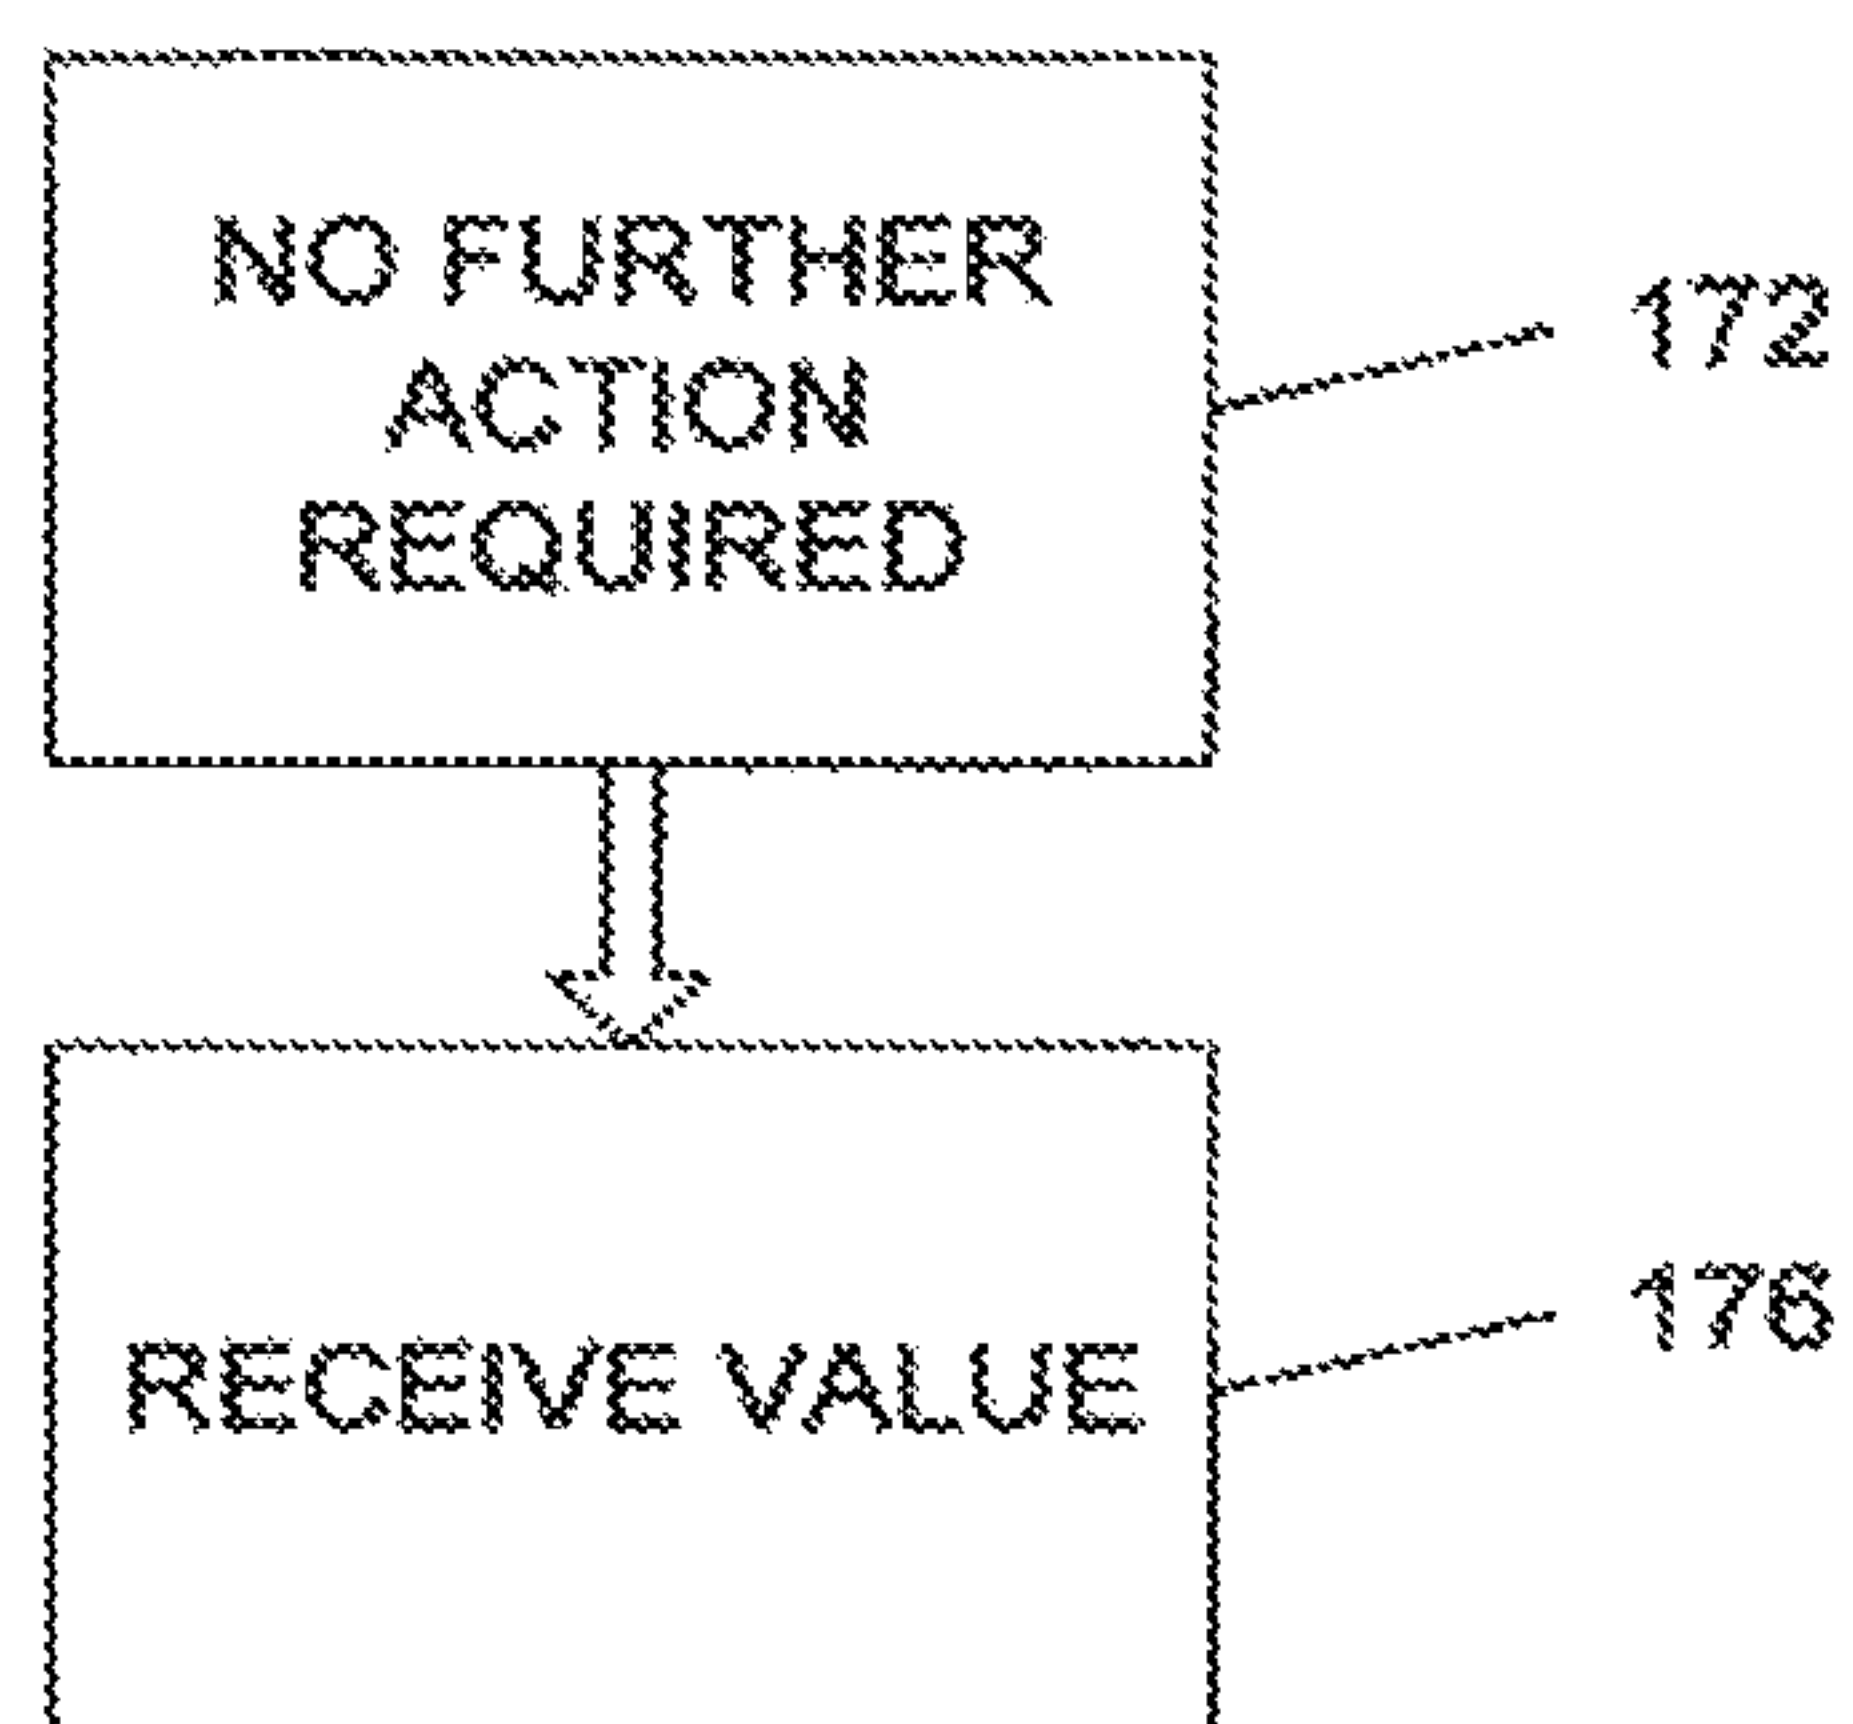 NO FURTHER
ACTION
REQUIRED
172
RECEIVE VALUE
176